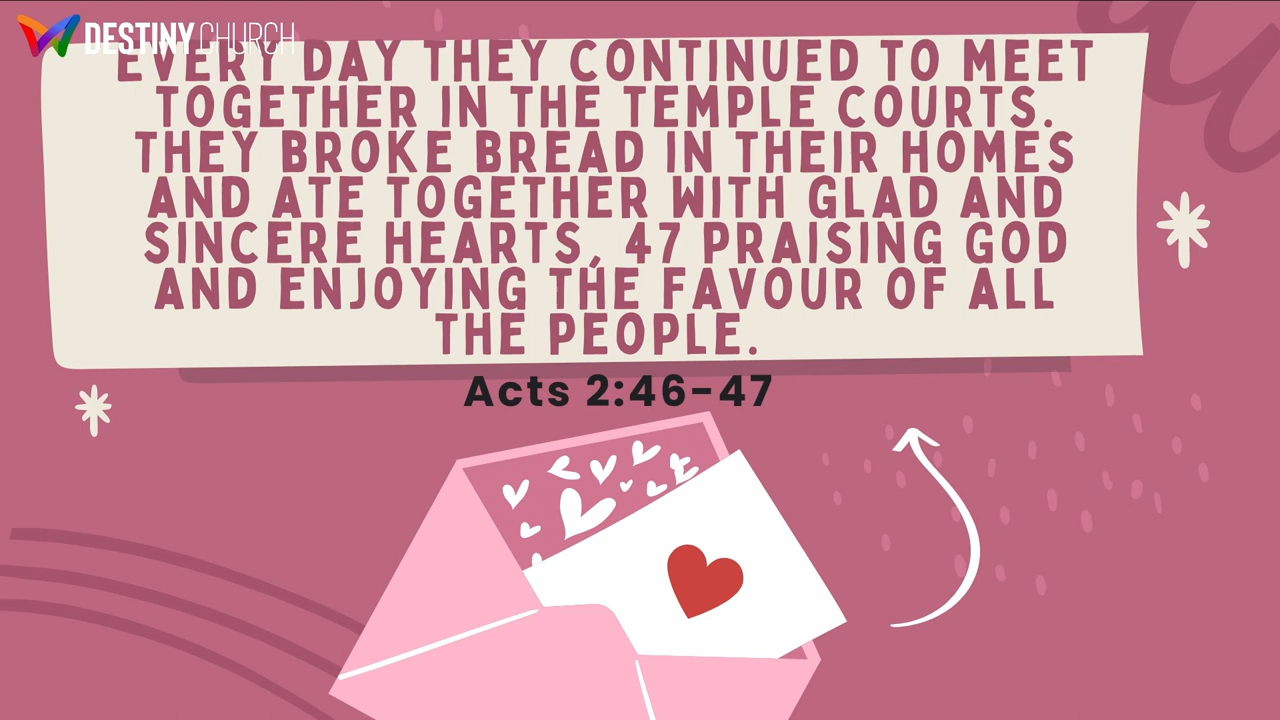 DESTINY CHURCH
EVERY DAY THEY CONTINUED TO MEET
TOGETHER IN THE TEMPLE COURTS.
THEY BROKE BREAD IN THEIR HOMES
AND ATE TOGETHER WITH GLAD AND
SINCERE HEARTS, 47 PRAISING GOD
AND ENJOYING THE FAVOUR OF ALL
THE PEOPLE.
Acts 2:46-47